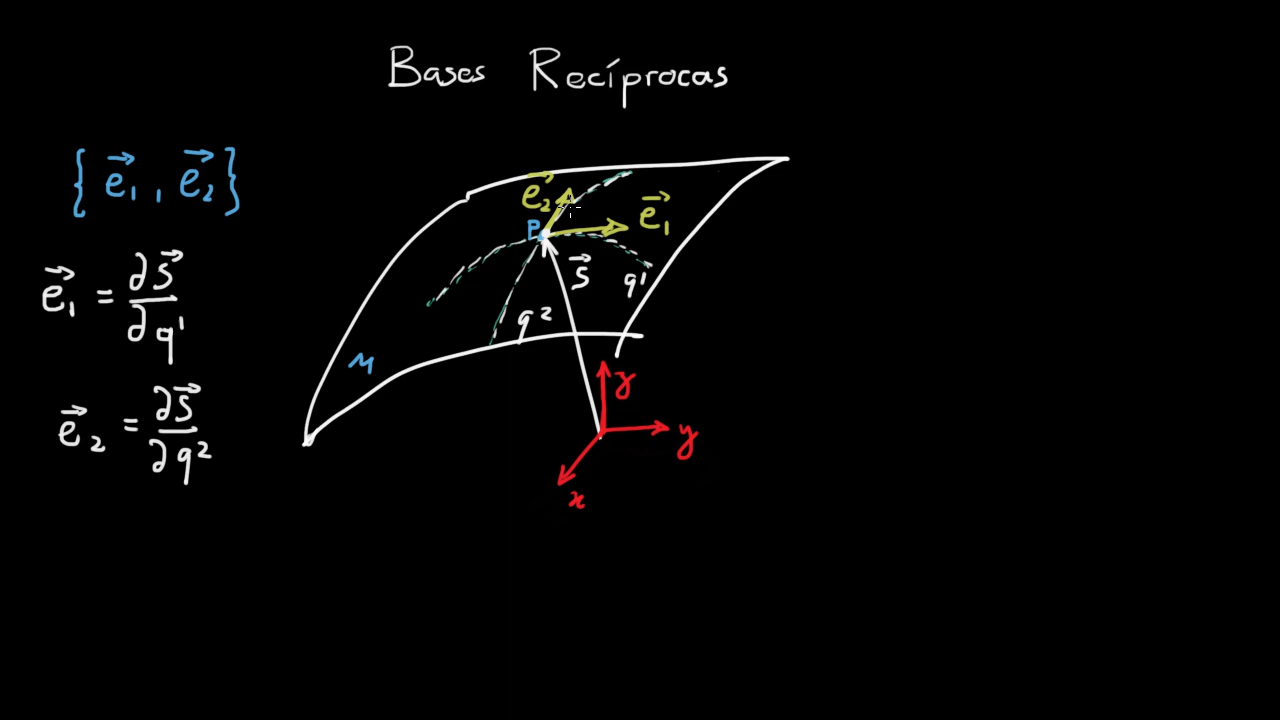 Bases Recíprocas
{ e⃗₁, e⃗₂ }
e⃗₁ = ∂s⃗/∂q¹
e⃗₂ = ∂s⃗/∂q²
e⃗₂
e⃗₁
P
s⃗
q¹
q²
M
z
y
x